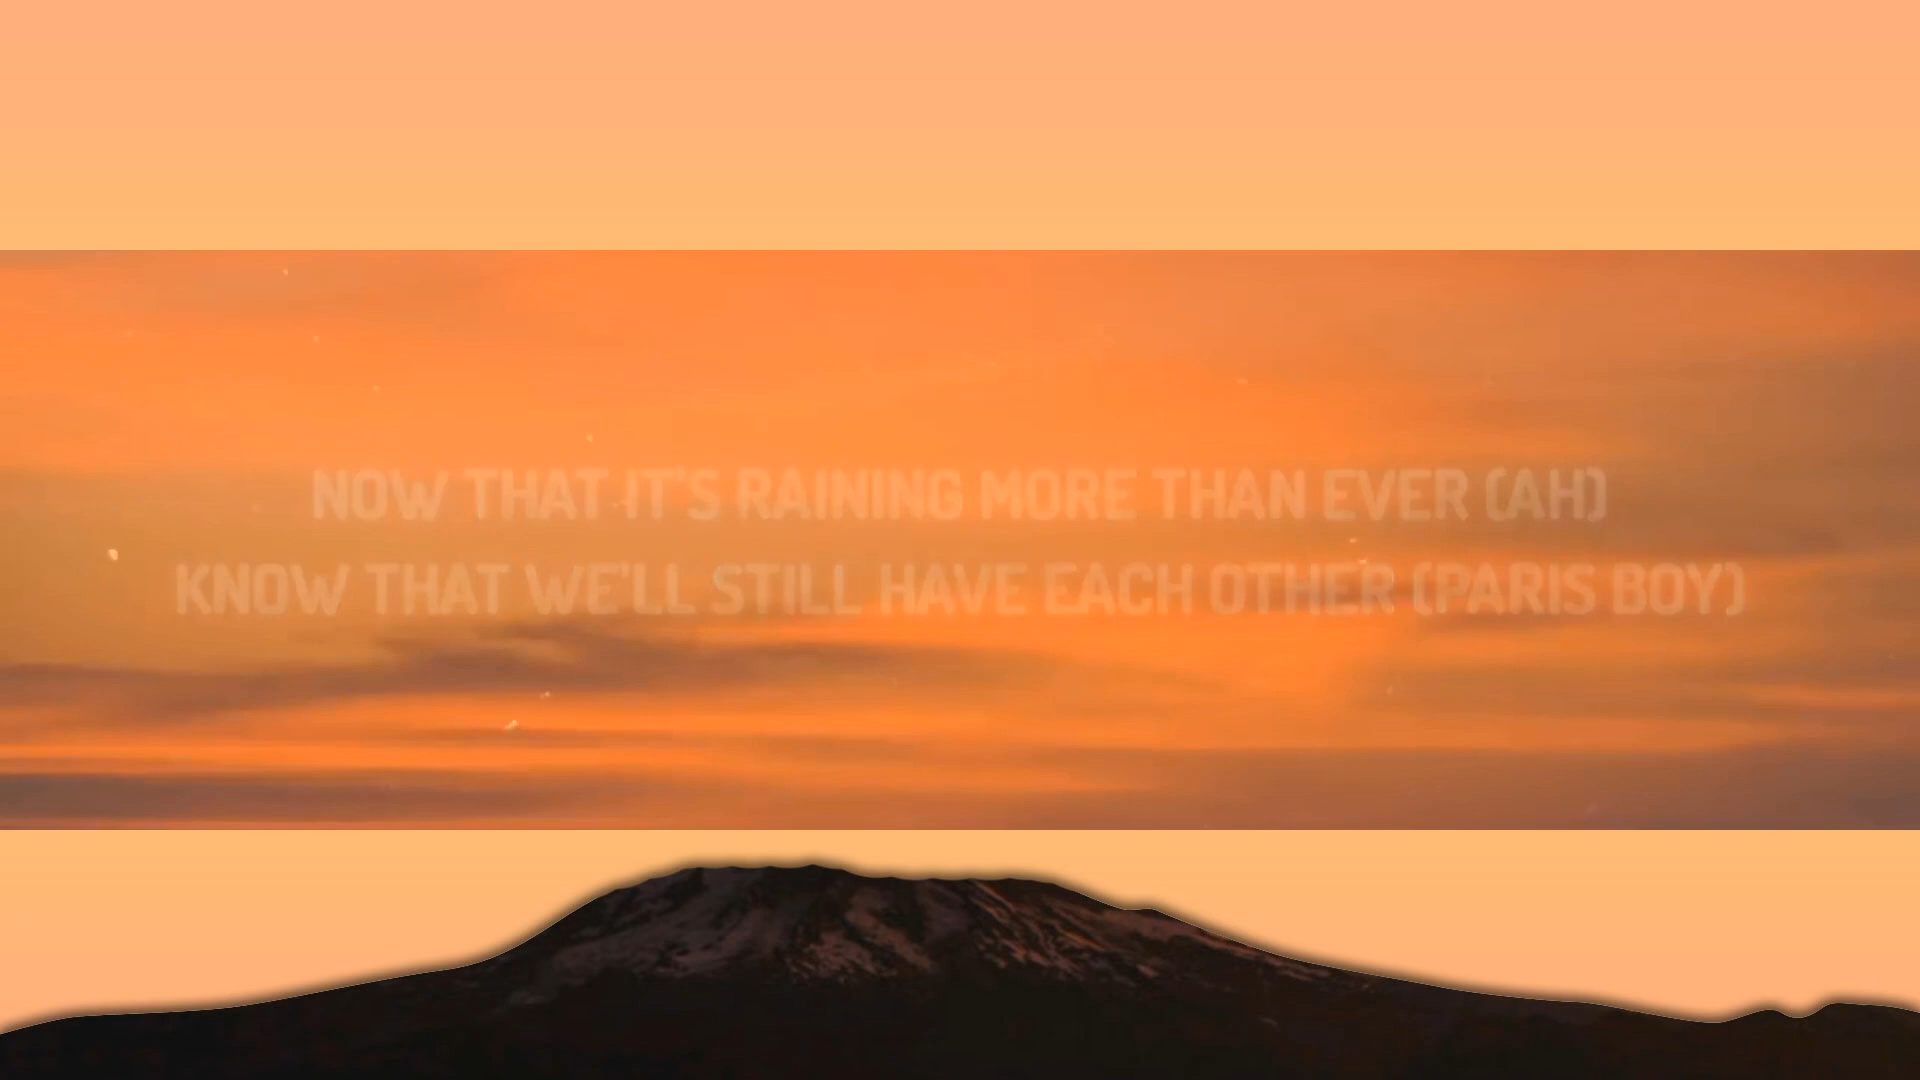 NOW THAT IT'S RAINING MORE THAN EVER (AH)
KNOW THAT WE'LL STILL HAVE EACH OTHER (PARIS BOY)